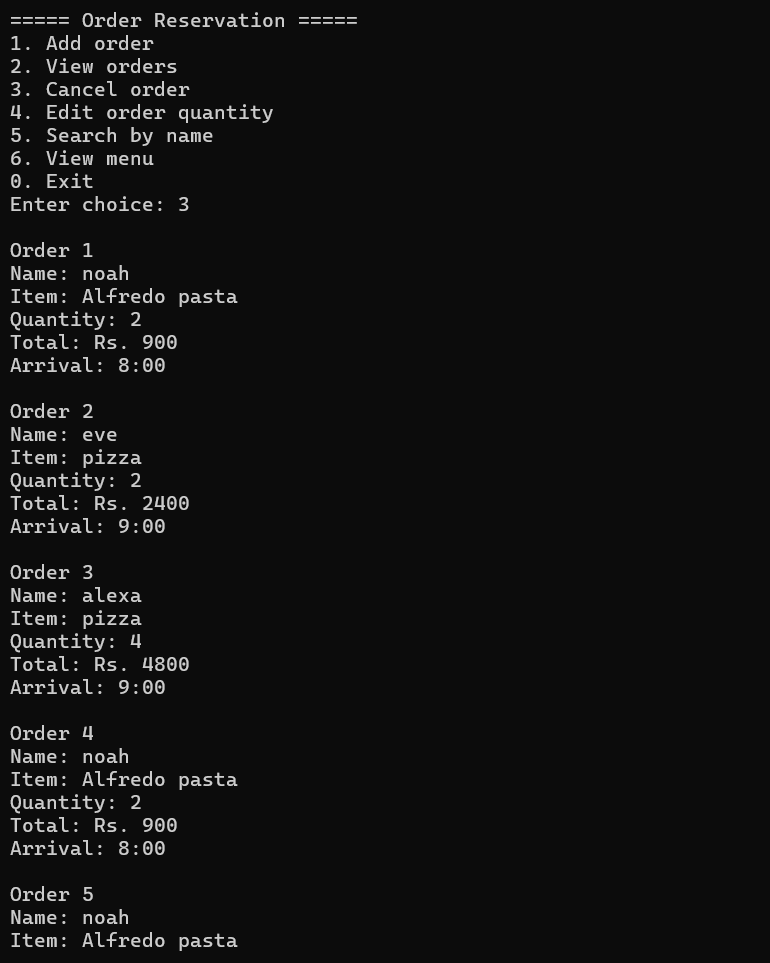 ===== Order Reservation =====
1. Add order
2. View orders
3. Cancel order
4. Edit order quantity
5. Search by name
6. View menu
0. Exit
Enter choice: 3
Order 1
Name: noah
Item: Alfredo pasta
Quantity: 2
Total: Rs. 900
Arrival: 8:00
Order 2
Name: eve
Item: pizza
Quantity: 2
Total: Rs. 2400
Arrival: 9:00
Order 3
Name: alexa
Item: pizza
Quantity: 4
Total: Rs. 4800
Arrival: 9:00
Order 4
Name: noah
Item: Alfredo pasta
Quantity: 2
Total: Rs. 900
Arrival: 8:00
Order 5
Name: noah
Item: Alfredo pasta